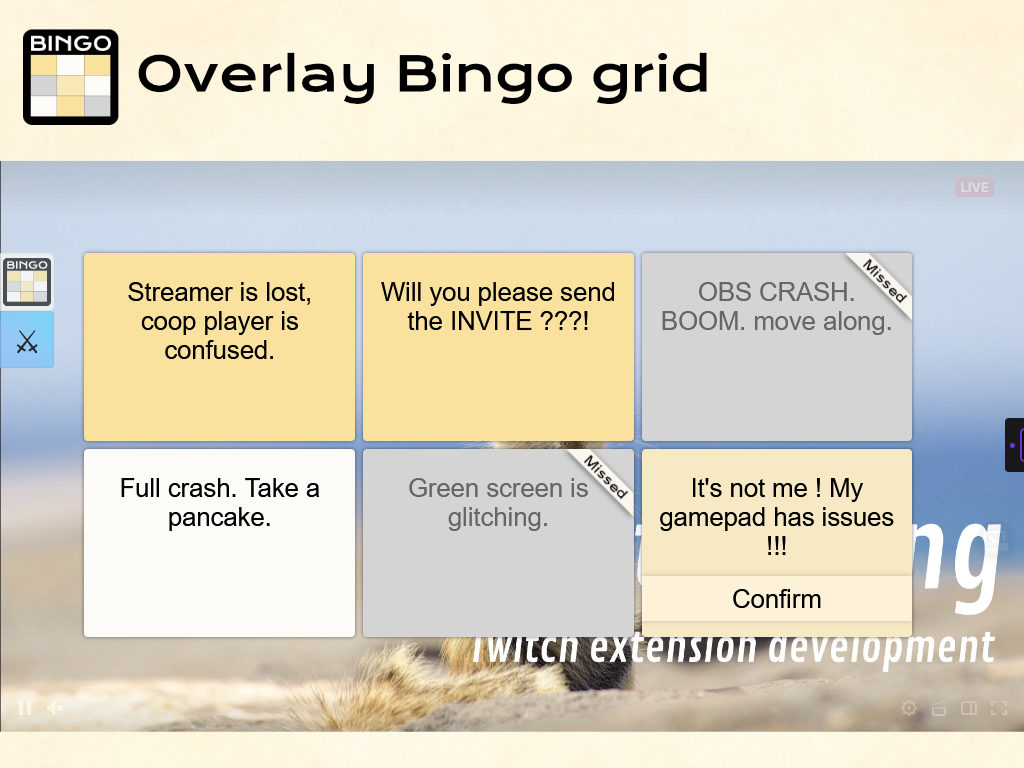 BINGO
Overlay Bingo grid
LIVE
BINGO
Streamer is lost,
coop player is
confused.
Will you please send
the INVITE ???!
OBS CRASH.
BOOM. move along.
Missed
Full crash. Take a
pancake.
Green screen is
glitching.
Missed
It's not me ! My
gamepad has issues
!!!
Confirm
ng
Twitch extension development